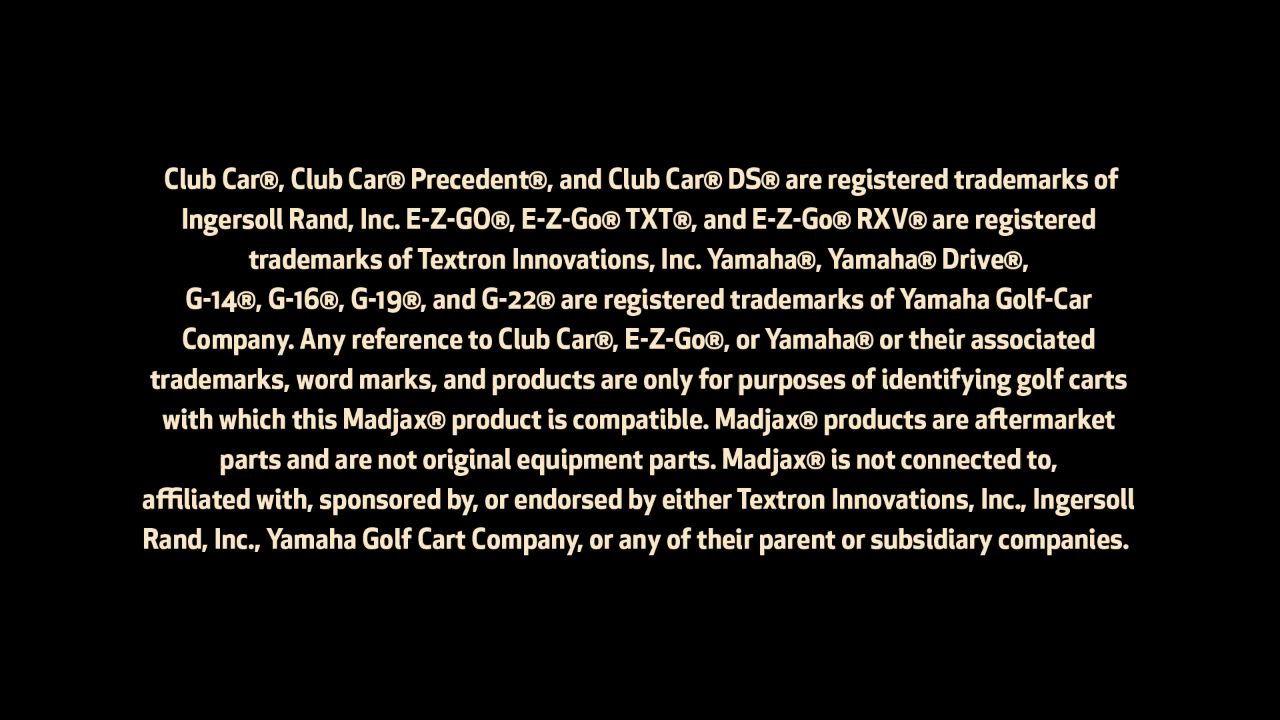 Club Car®, Club Car® Precedent®, and Club Car® DS® are registered trademarks of
Ingersoll Rand, Inc. E-Z-GO®, E-Z-Go® TXT®, and E-Z-Go® RXV® are registered
trademarks of Textron Innovations, Inc. Yamaha®, Yamaha® Drive®,
G-14®, G-16®, G-19®, and G-22® are registered trademarks of Yamaha Golf-Car
Company. Any reference to Club Car®, E-Z-Go®, or Yamaha® or their associated
trademarks, word marks, and products are only for purposes of identifying golf carts
with which this Madjax® product is compatible. Madjax® products are aftermarket
parts and are not original equipment parts. Madjax® is not connected to,
affiliated with, sponsored by, or endorsed by either Textron Innovations, Inc., Ingersoll
Rand, Inc., Yamaha Golf Cart Company, or any of their parent or subsidiary companies.